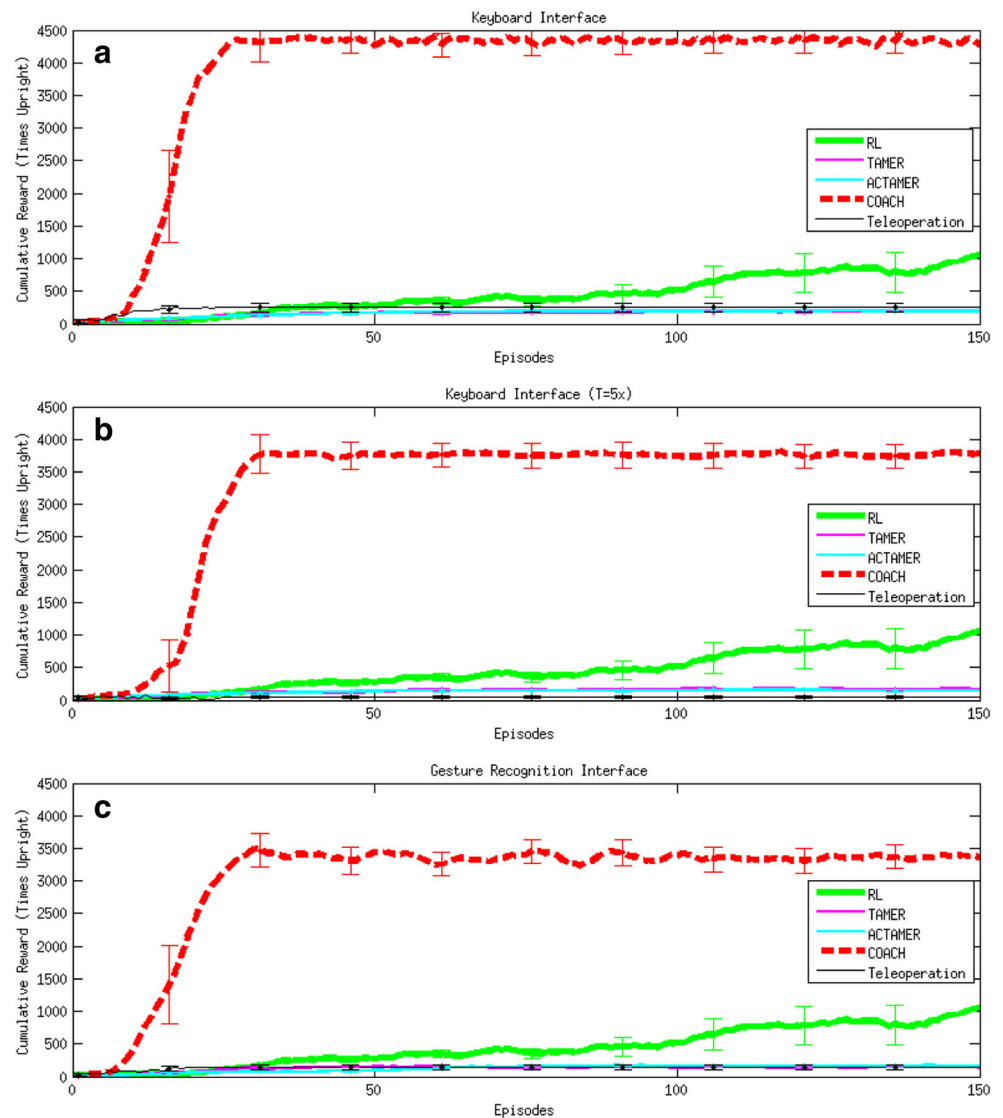 Keyboard Interface
a
4500
4000
3500
3000
2500
2000
1500
1000
500
0
Cumulative Reward (Times Upright)
RL
TAMER
ACTAMER
COACH
Teleoperation
0
50
100
150
Episodes
Keyboard Interface (T=5x)
b
4500
4000
3500
3000
2500
2000
1500
1000
500
0
Cumulative Reward (Times Upright)
RL
TAMER
ACTAMER
COACH
Teleoperation
0
50
100
150
Episodes
Gesture Recognition Interface
c
4500
4000
3500
3000
2500
2000
1500
1000
500
0
Cumulative Reward (Times Upright)
RL
TAMER
ACTAMER
COACH
Teleoperation
0
50
100
150
Episodes